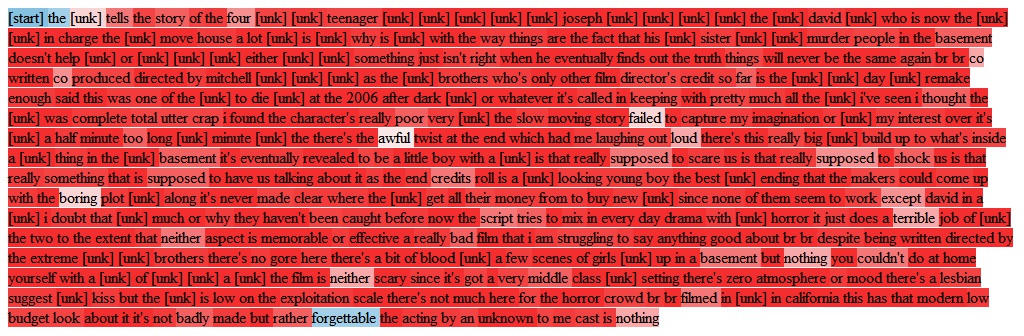 [start] the [unk] tells the story of the four [unk] [unk] teenager [unk] [unk] [unk] [unk] [unk] joseph [unk] [unk] [unk] [unk] the [unk] david [unk] who is now the [unk]
[unk] in charge the [unk] move house a lot [unk] is [unk] why is [unk] with the way things are the fact that his [unk] sister [unk] [unk] murder people in the basement
doesn't help [unk] or [unk] [unk] [unk] either [unk] [unk] something just isn't right when he eventually finds out the truth things will never be the same again br br co
written co produced directed by mitchell [unk] [unk] [unk] as the [unk] brothers who's only other film director's credit so far is the [unk] [unk] day [unk] remake
enough said this was one of the [unk] to die [unk] at the 2006 after dark [unk] or whatever it's called in keeping with pretty much all the [unk] i've seen i thought the
[unk] was complete total utter crap i found the character's really poor very [unk] the slow moving story failed to capture my imagination or [unk] my interest over it's
[unk] a half minute too long [unk] minute [unk] the there's the awful twist at the end which had me laughing out loud there's this really big [unk] build up to what's inside
a [unk] thing in the [unk] basement it's eventually revealed to be a little boy with a [unk] is that really supposed to scare us is that really supposed to shock us is that
really something that is supposed to have us talking about it as the end credits roll is a [unk] looking young boy the best [unk] ending that the makers could come up
with the boring plot [unk] along it's never made clear where the [unk] get all their money from to buy new [unk] since none of them seem to work except david in a
[unk] i doubt that [unk] much or why they haven't been caught before now the script tries to mix in every day drama with [unk] horror it just does a terrible job of [unk]
the two to the extent that neither aspect is memorable or effective a really bad film that i am struggling to say anything good about br br despite being written directed by
the extreme [unk] [unk] brothers there's no gore here there's a bit of blood [unk] a few scenes of girls [unk] up in a basement but nothing you couldn't do at home
yourself with a [unk] of [unk] [unk] a [unk] the film is neither scary since it's got a very middle class [unk] setting there's zero atmosphere or mood there's a lesbian
suggest [unk] kiss but the [unk] is low on the exploitation scale there's not much here for the horror crowd br br filmed in [unk] in california this has that modern low
budget look about it it's not badly made but rather forgettable the acting by an unknown to me cast is nothing